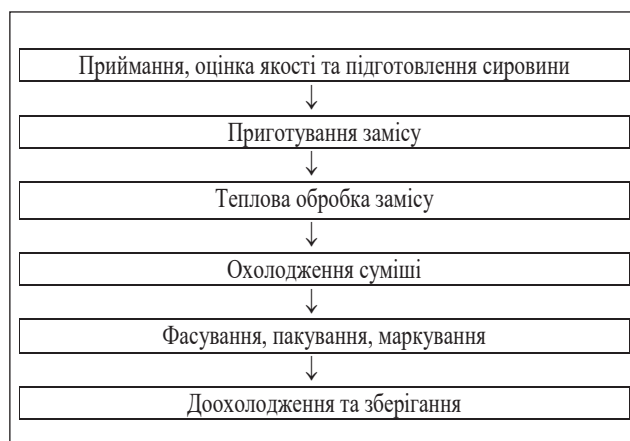 Приймання, оцінка якості та підготовлення сировини
Приготування замісу
Теплова обробка замісу
Охолодження суміші
Фасування, пакування, маркування
Доохолодження та зберігання